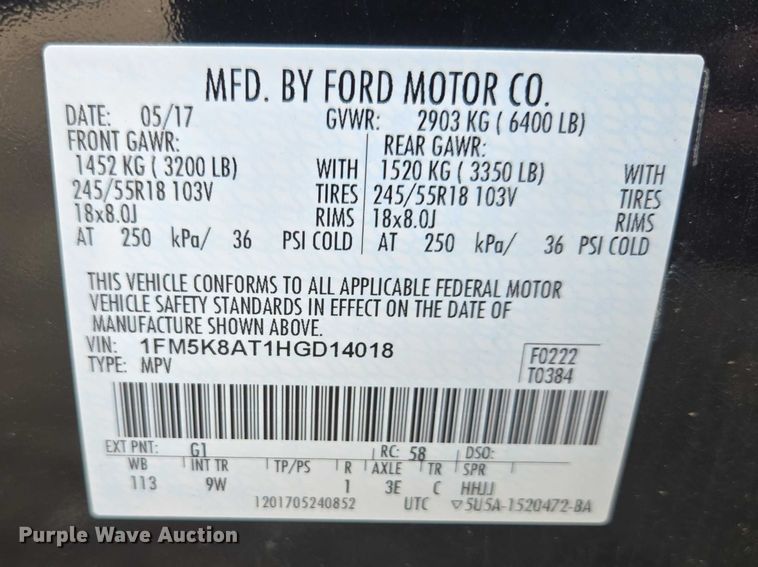 MFD. BY FORD MOTOR CO.
DATE: 05/17 GVWR: 2903 KG ( 6400 LB)
FRONT GAWR: REAR GAWR:
1452 KG ( 3200 LB) WITH 1520 KG ( 3350 LB) WITH
245/55R18 103V TIRES 245/55R18 103V TIRES
18x8.0J RIMS 18x8.0J RIMS
AT 250 kPa/ 36 PSI COLD AT 250 kPa/ 36 PSI COLD
THIS VEHICLE CONFORMS TO ALL APPLICABLE FEDERAL MOTOR
VEHICLE SAFETY STANDARDS IN EFFECT ON THE DATE OF
MANUFACTURE SHOWN ABOVE.
VIN: 1FM5K8AT1HGD14018 F0222
TYPE: MPV T0384
EXT PNT: G1 RC: 58 DSO:
WB INT TR TP/PS R AXLE TR SPR
113 9W 1 3E C HHJJ
1201705240852 UTC ▽5U5A-1520472-BA
Purple Wave Auction